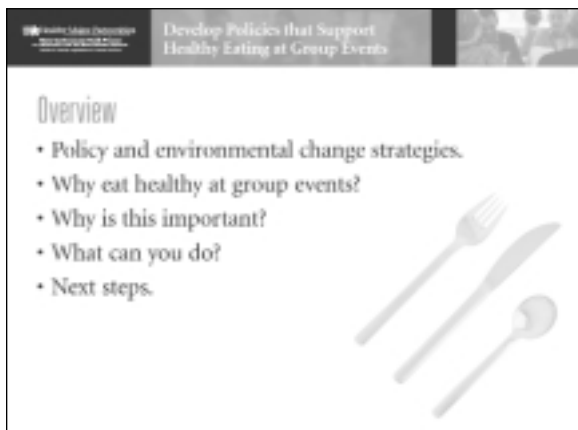 Develop Policies that Support
Healthy Eating at Group Events
Overview
• Policy and environmental change strategies.
• Why eat healthy at group events?
• Why is this important?
• What can you do?
• Next steps.